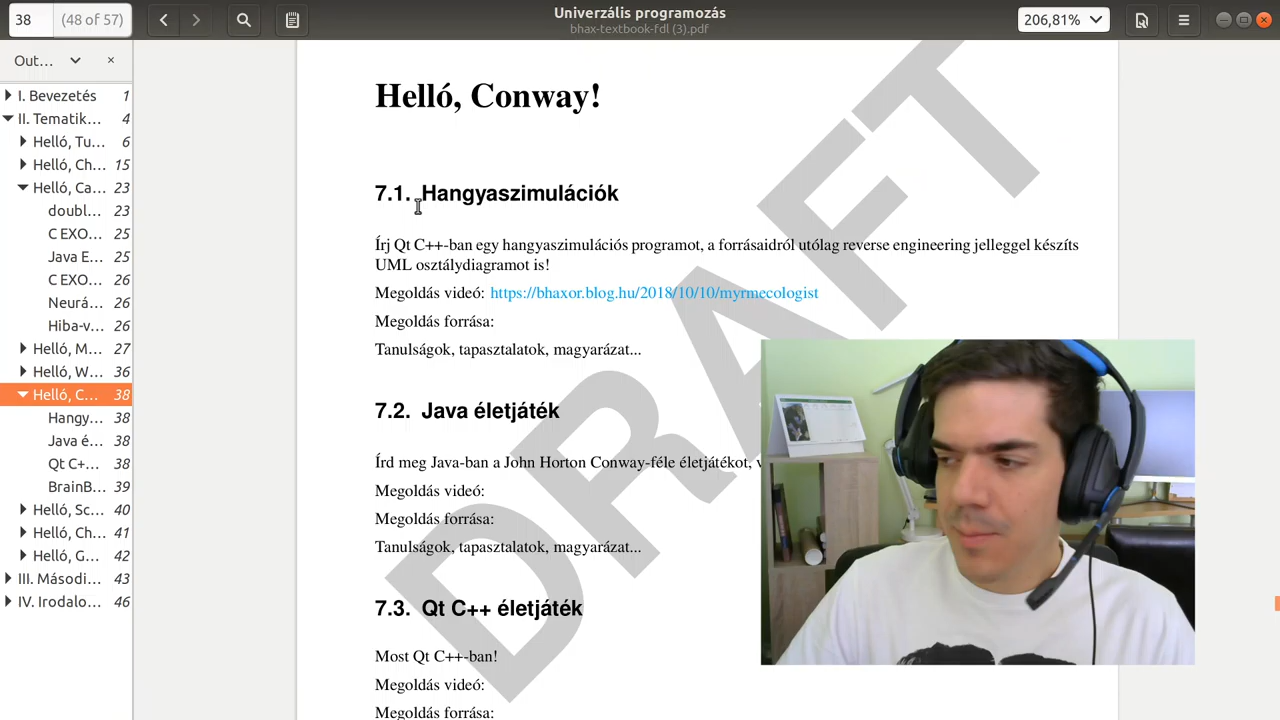 38
(48 of 57)
Univerzális programozás
bhax-textbook-fdl (3).pdf
206,81%
Out…
I. Bevezetés 1
II. Tematik… 4
Helló, Tu… 6
Helló, Ch… 15
Helló, Ca… 23
doubl… 23
C EXO… 25
Java E… 25
C EXO… 26
Neurá… 26
Hiba-v… 26
Helló, M… 27
Helló, W… 36
Helló, C… 38
Hangy… 38
Java é… 38
Qt C+… 38
BrainB… 39
Helló, Sc… 40
Helló, Ch… 41
Helló, G… 42
III. Másodi… 43
IV. Irodalo… 46
Helló, Conway!
7.1. Hangyaszimulációk
Írj Qt C++-ban egy hangyaszimulációs programot, a forrásaidról utólag reverse engineering jelleggel készíts
UML osztálydiagramot is!
Megoldás videó: https://bhaxor.blog.hu/2018/10/10/myrmecologist
Megoldás forrása:
Tanulságok, tapasztalatok, magyarázat...
7.2. Java életjáték
Írd meg Java-ban a John Horton Conway-féle életjátékot, v
Megoldás videó:
Megoldás forrása:
Tanulságok, tapasztalatok, magyarázat...
7.3. Qt C++ életjáték
Most Qt C++-ban!
Megoldás videó:
Megoldás forrása:
DRAFT